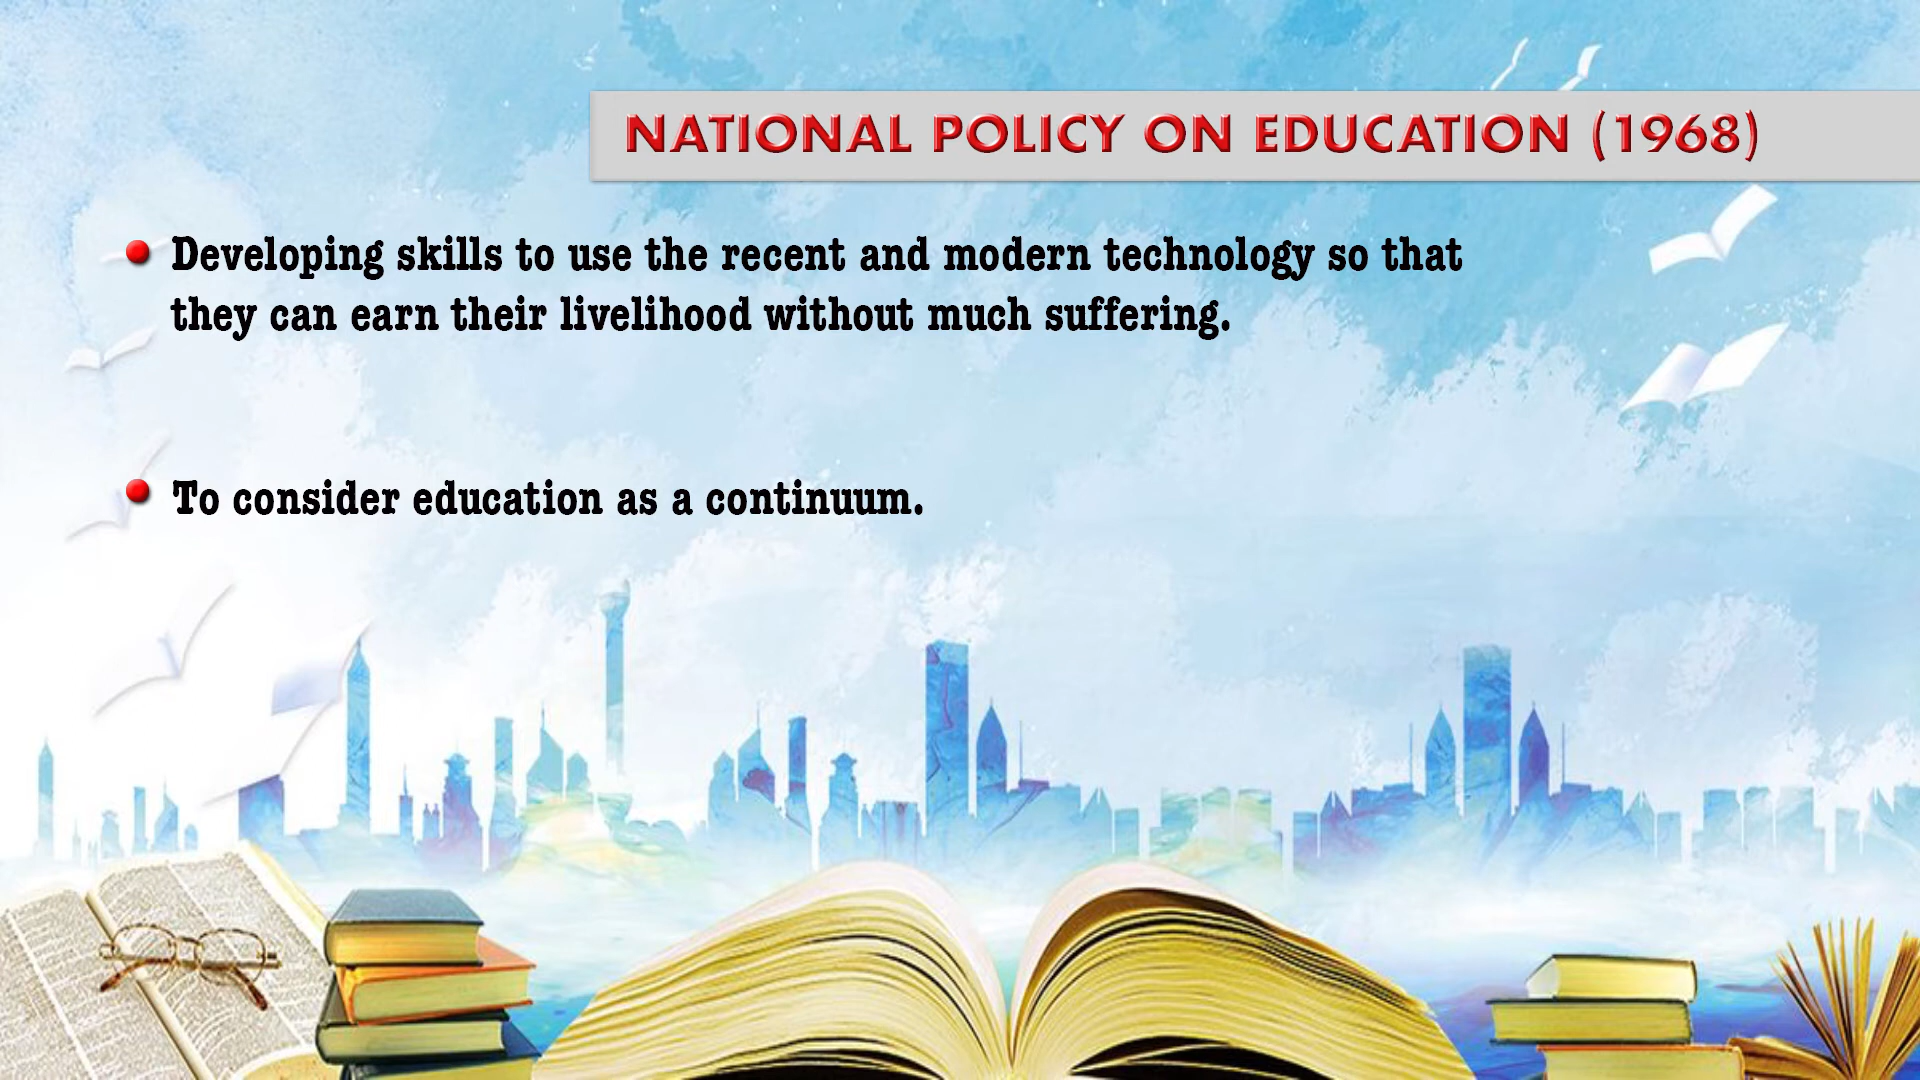 NATIONAL POLICY ON EDUCATION (1968)
Developing skills to use the recent and modern technology so that
they can earn their livelihood without much suffering.
To consider education as a continuum.